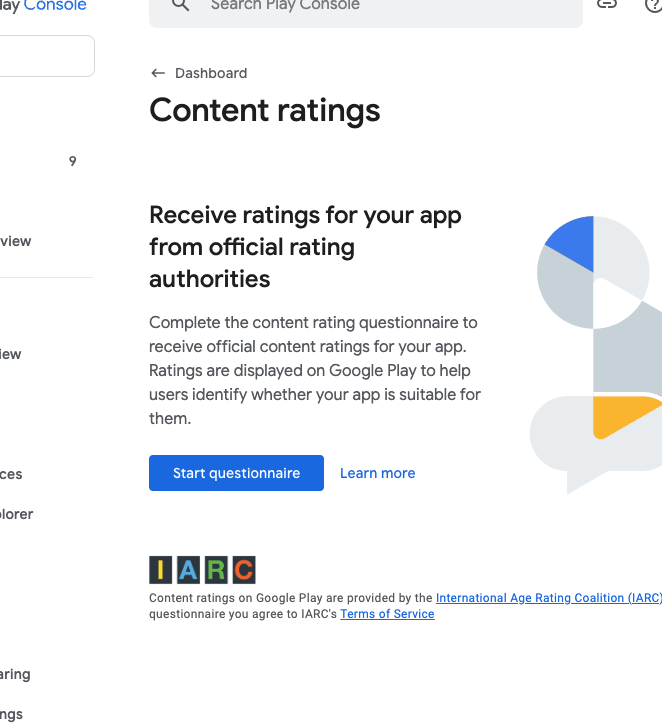 lay Console
Search Play Console
Dashboard
Content ratings
9
view
iew
ces
plorer
aring
ngs
Receive ratings for your app
from official rating
authorities
Complete the content rating questionnaire to
receive official content ratings for your app.
Ratings are displayed on Google Play to help
users identify whether your app is suitable for
them.
Start questionnaire
Learn more
IARC
Content ratings on Google Play are provided by the International Age Rating Coalition (IARC)
questionnaire you agree to IARC's Terms of Service